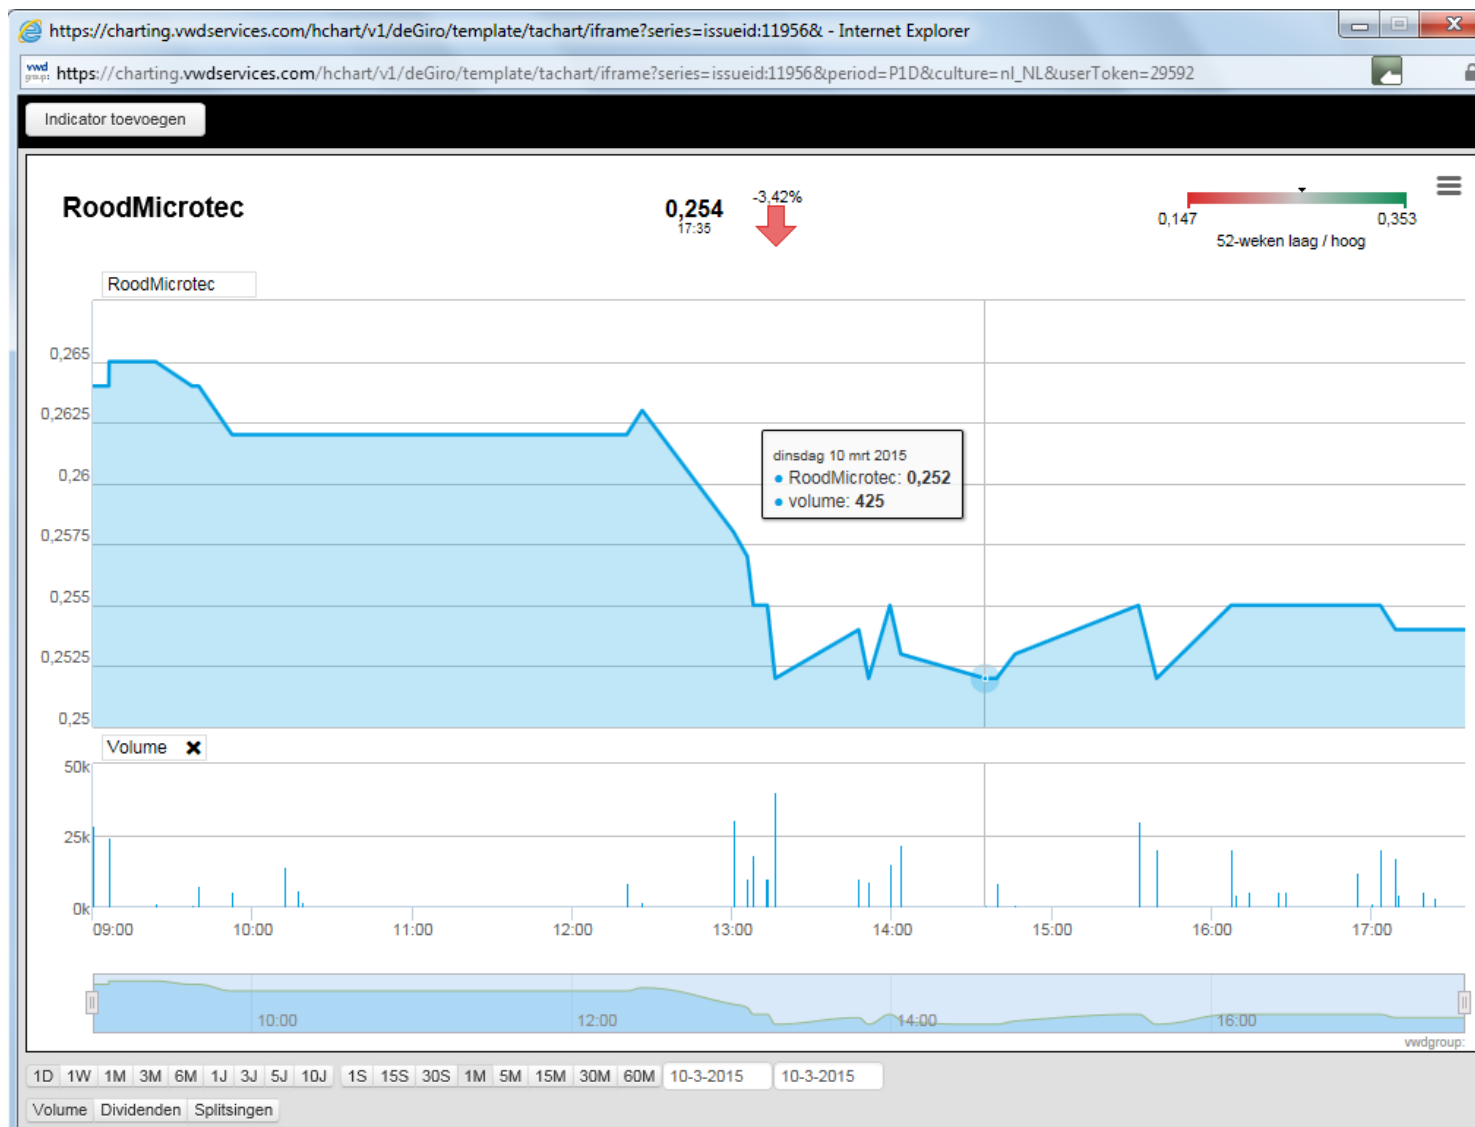 https://charting.vwdservices.com/hchart/v1/deGiro/template/tachart/iframe?series=issueid:11956& - Internet Explorer
vwd group: https://charting.vwdservices.com/hchart/v1/deGiro/template/tachart/iframe?series=issueid:11956&period=P1D&culture=nl_NL&userToken=29592
Indicator toevoegen
RoodMicrotec
0,254
17:35
-3,42%
0,147 0,353
52-weken laag / hoog
RoodMicrotec
0,265
0,2625
0,26
0,2575
0,255
0,2525
0,25
dinsdag 10 mrt 2015
RoodMicrotec: 0,252
volume: 425
Volume
50k
25k
0k
09:00 10:00 11:00 12:00 13:00 14:00 15:00 16:00 17:00
10:00 12:00 14:00 16:00
vwdgroup:
1D 1W 1M 3M 6M 1J 3J 5J 10J 1S 15S 30S 1M 5M 15M 30M 60M 10-3-2015 10-3-2015
Volume Dividenden Splitsingen